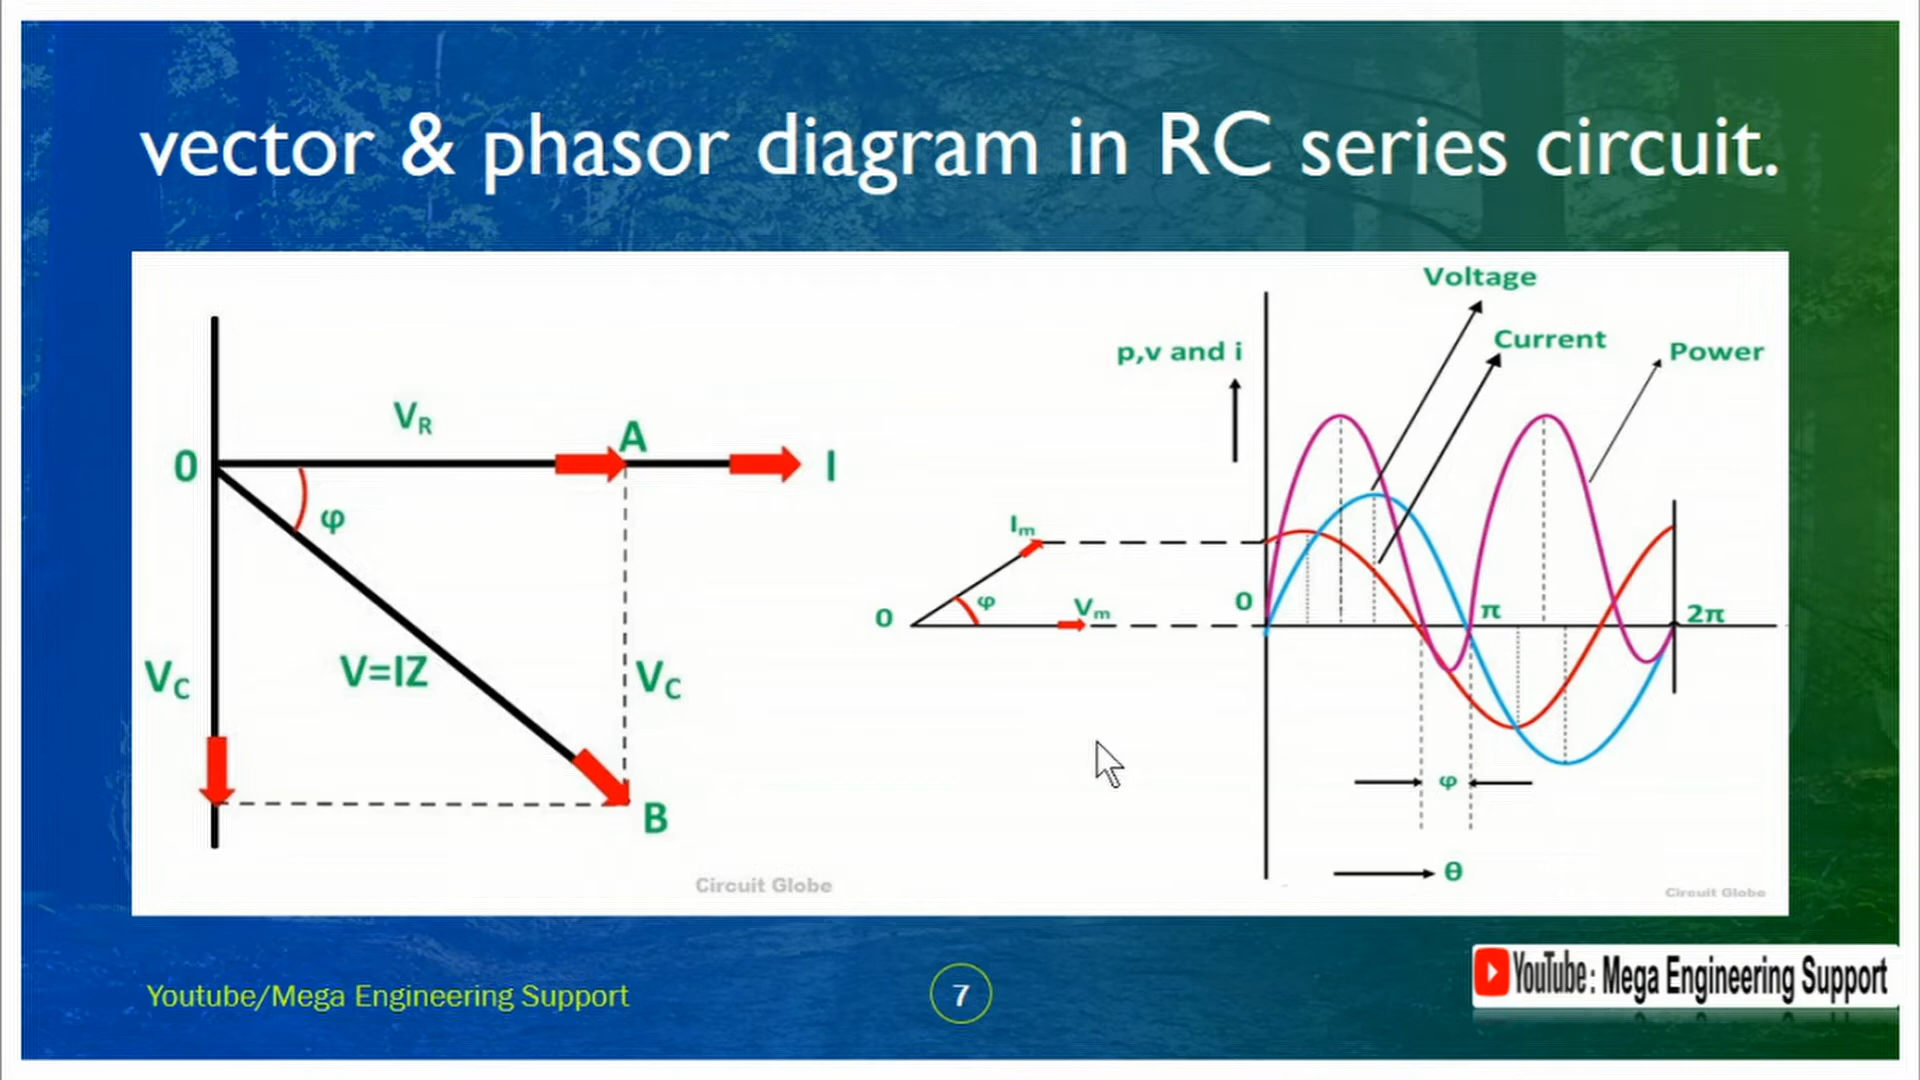 vector & phasor diagram in RC series circuit.
VR
A
0
I
φ
VC
V=IZ
VC
B
Circuit Globe
Voltage
Current
Power
p,v and i
Im
φ
Vm
0
0
π
2π
φ
θ
Circuit Globe
Youtube/Mega Engineering Support
7
YouTube: Mega Engineering Support